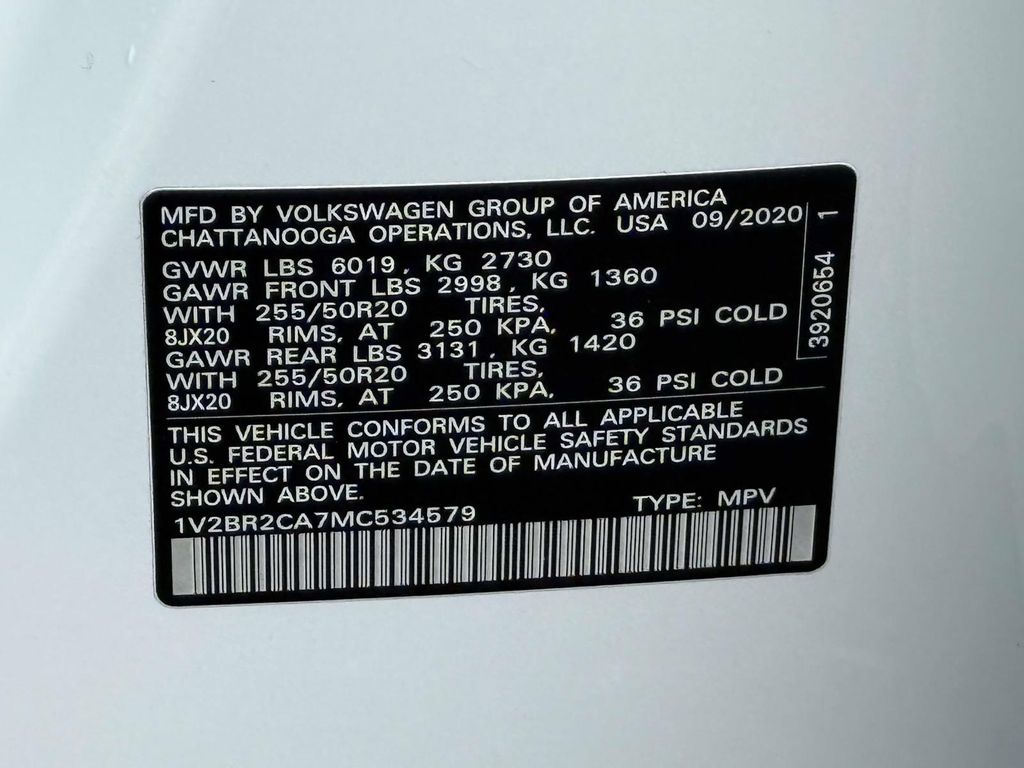 MFD BY VOLKSWAGEN GROUP OF AMERICA
CHATTANOOGA OPERATIONS, LLC. USA 09/2020
GVWR LBS 6019, KG 2730
GAWR FRONT LBS 2998, KG 1360
WITH 255/50R20 TIRES,
8JX20 RIMS, AT 250 KPA, 36 PSI COLD
GAWR REAR LBS 3131, KG 1420
WITH 255/50R20 TIRES,
8JX20 RIMS, AT 250 KPA, 36 PSI COLD
3920654 1
THIS VEHICLE CONFORMS TO ALL APPLICABLE
U.S. FEDERAL MOTOR VEHICLE SAFETY STANDARDS
IN EFFECT ON THE DATE OF MANUFACTURE
SHOWN ABOVE.
TYPE: MPV
1V2BR2CA7MC534579